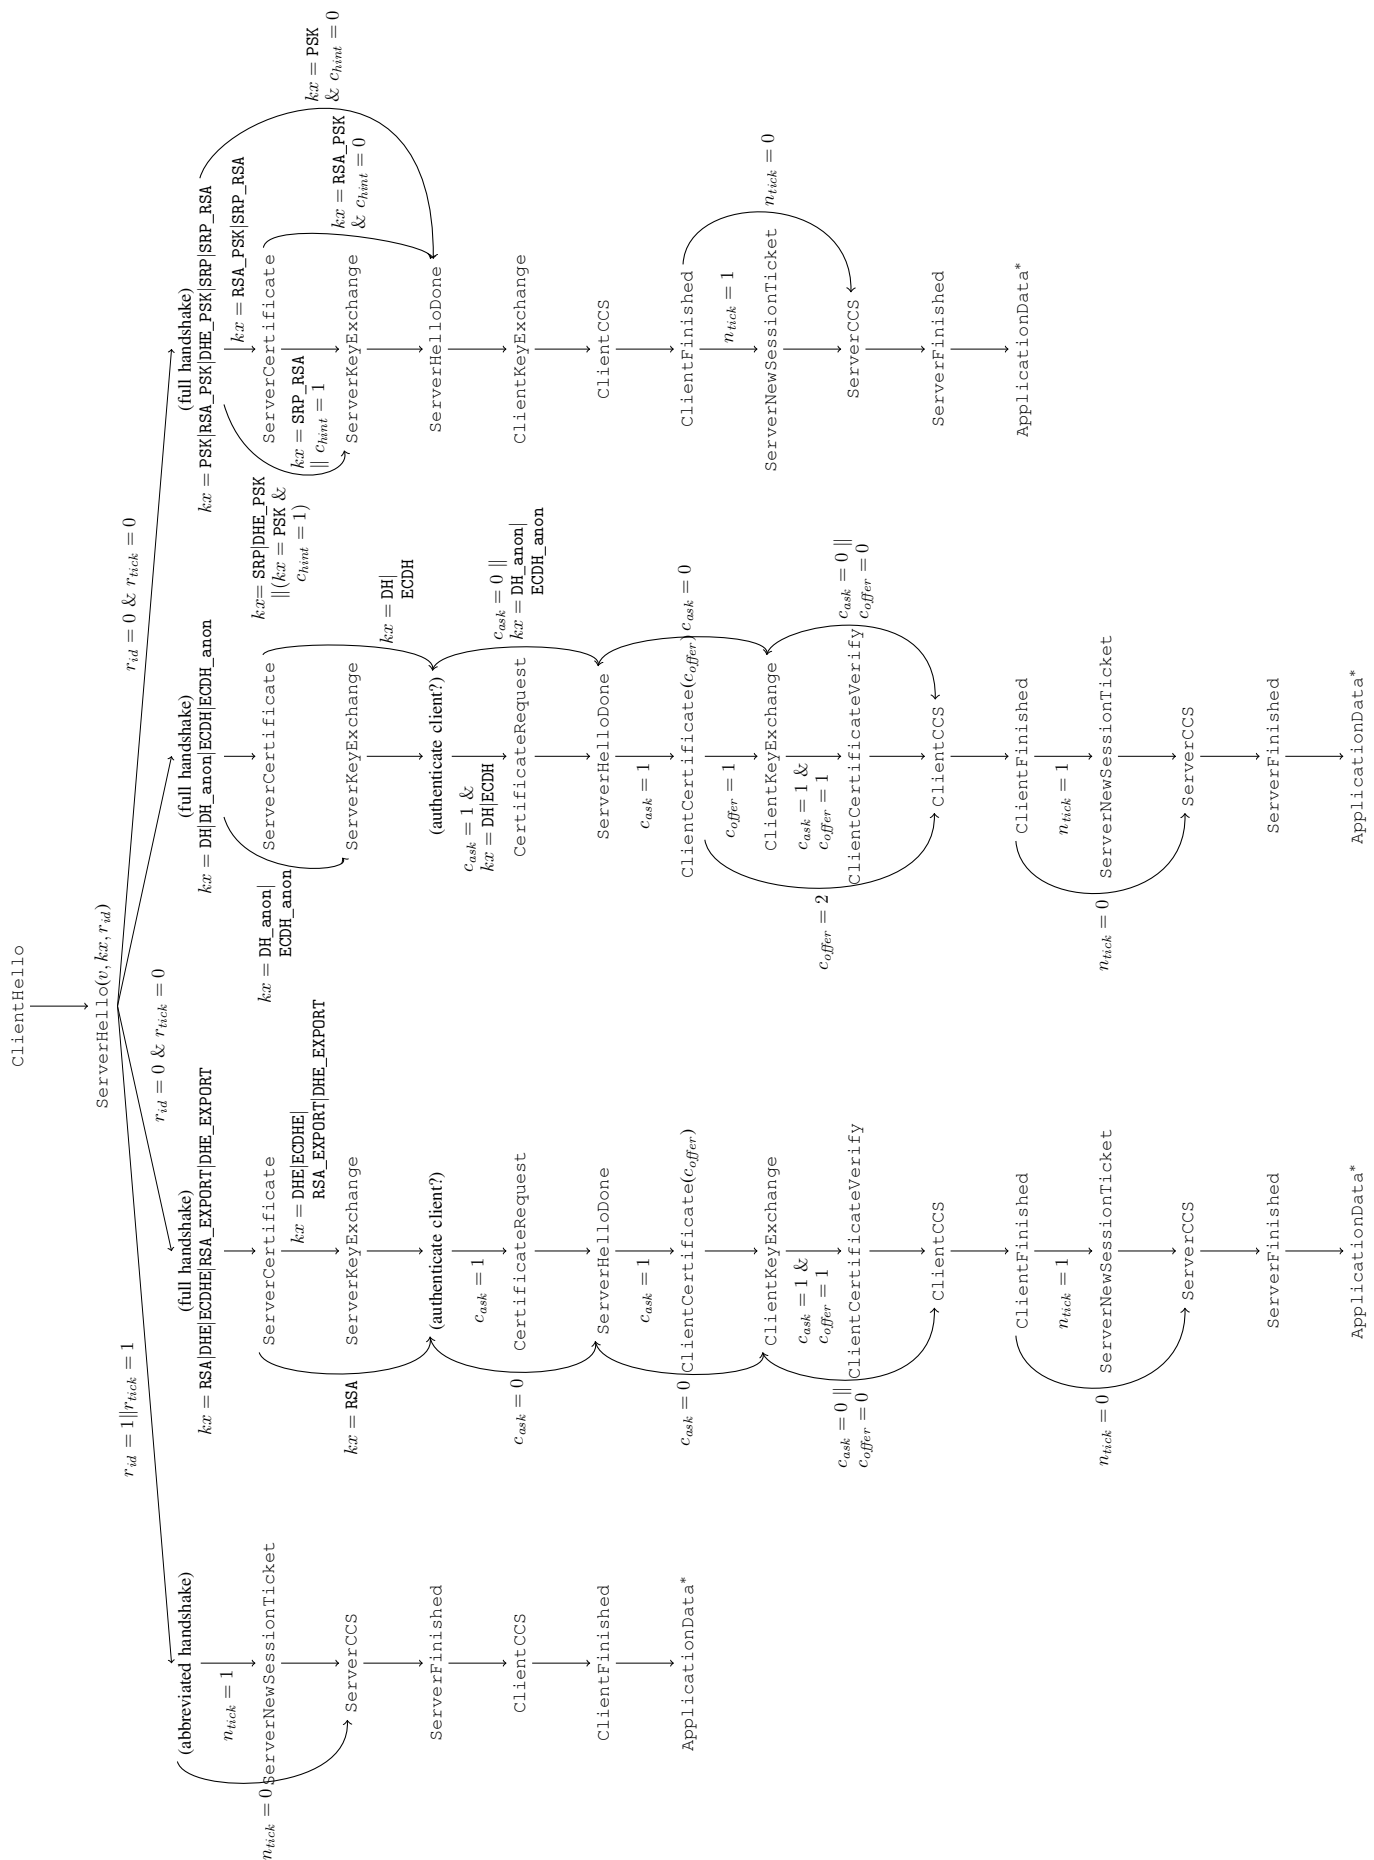 ClientHello
ServerHello(v, kx, r_id)
r_id = 1||r_tick = 1
r_id = 0 & r_tick = 0
r_id = 0 & r_tick = 0
(abbreviated handshake)
n_tick = 1
n_tick = 0
ServerNewSessionTicket
ServerCCS
ServerFinished
ClientCCS
ClientFinished
ApplicationData*
(full handshake)
kx = RSA|DHE|ECDHE|RSA_EXPORT|DHE_EXPORT
ServerCertificate
kx = DHE|ECDHE|
RSA_EXPORT|DHE_EXPORT
kx = RSA
ServerKeyExchange
(authenticate client?)
c_ask = 1
c_ask = 0
CertificateRequest
ServerHelloDone
c_ask = 1
c_ask = 0
ClientCertificate(c_offer)
ClientKeyExchange
c_ask = 1 &
c_offer = 1
c_ask = 0 ||
c_offer = 0
ClientCertificateVerify
ClientCCS
ClientFinished
n_tick = 1
n_tick = 0
ServerNewSessionTicket
ServerCCS
ServerFinished
ApplicationData*
(full handshake)
kx = DH|DH_anon|ECDH|ECDH_anon
kx = DH_anon|
ECDH_anon
ServerCertificate
kx = DH|
ECDH
ServerKeyExchange
(authenticate client?)
c_ask = 1 &
kx = DH|ECDH
c_ask = 0 ||
kx = DH_anon|
ECDH_anon
CertificateRequest
ServerHelloDone
c_ask = 1
c_ask = 0
ClientCertificate(c_offer)
c_offer = 1
c_offer = 2
ClientKeyExchange
c_ask = 1 &
c_offer = 1
c_ask = 0 ||
c_offer = 0
ClientCertificateVerify
ClientCCS
ClientFinished
n_tick = 1
n_tick = 0
ServerNewSessionTicket
ServerCCS
ServerFinished
ApplicationData*
(full handshake)
kx = PSK|RSA_PSK|DHE_PSK|SRP|SRP_RSA
kx = RSA_PSK|SRP_RSA
kx= SRP|DHE_PSK
||(kx = PSK &
c_hint = 1)
kx = PSK
& c_hint = 0
ServerCertificate
kx = SRP_RSA
|| c_hint = 1
kx = RSA_PSK
& c_hint = 0
ServerKeyExchange
ServerHelloDone
ClientKeyExchange
ClientCCS
ClientFinished
n_tick = 1
n_tick = 0
ServerNewSessionTicket
ServerCCS
ServerFinished
ApplicationData*